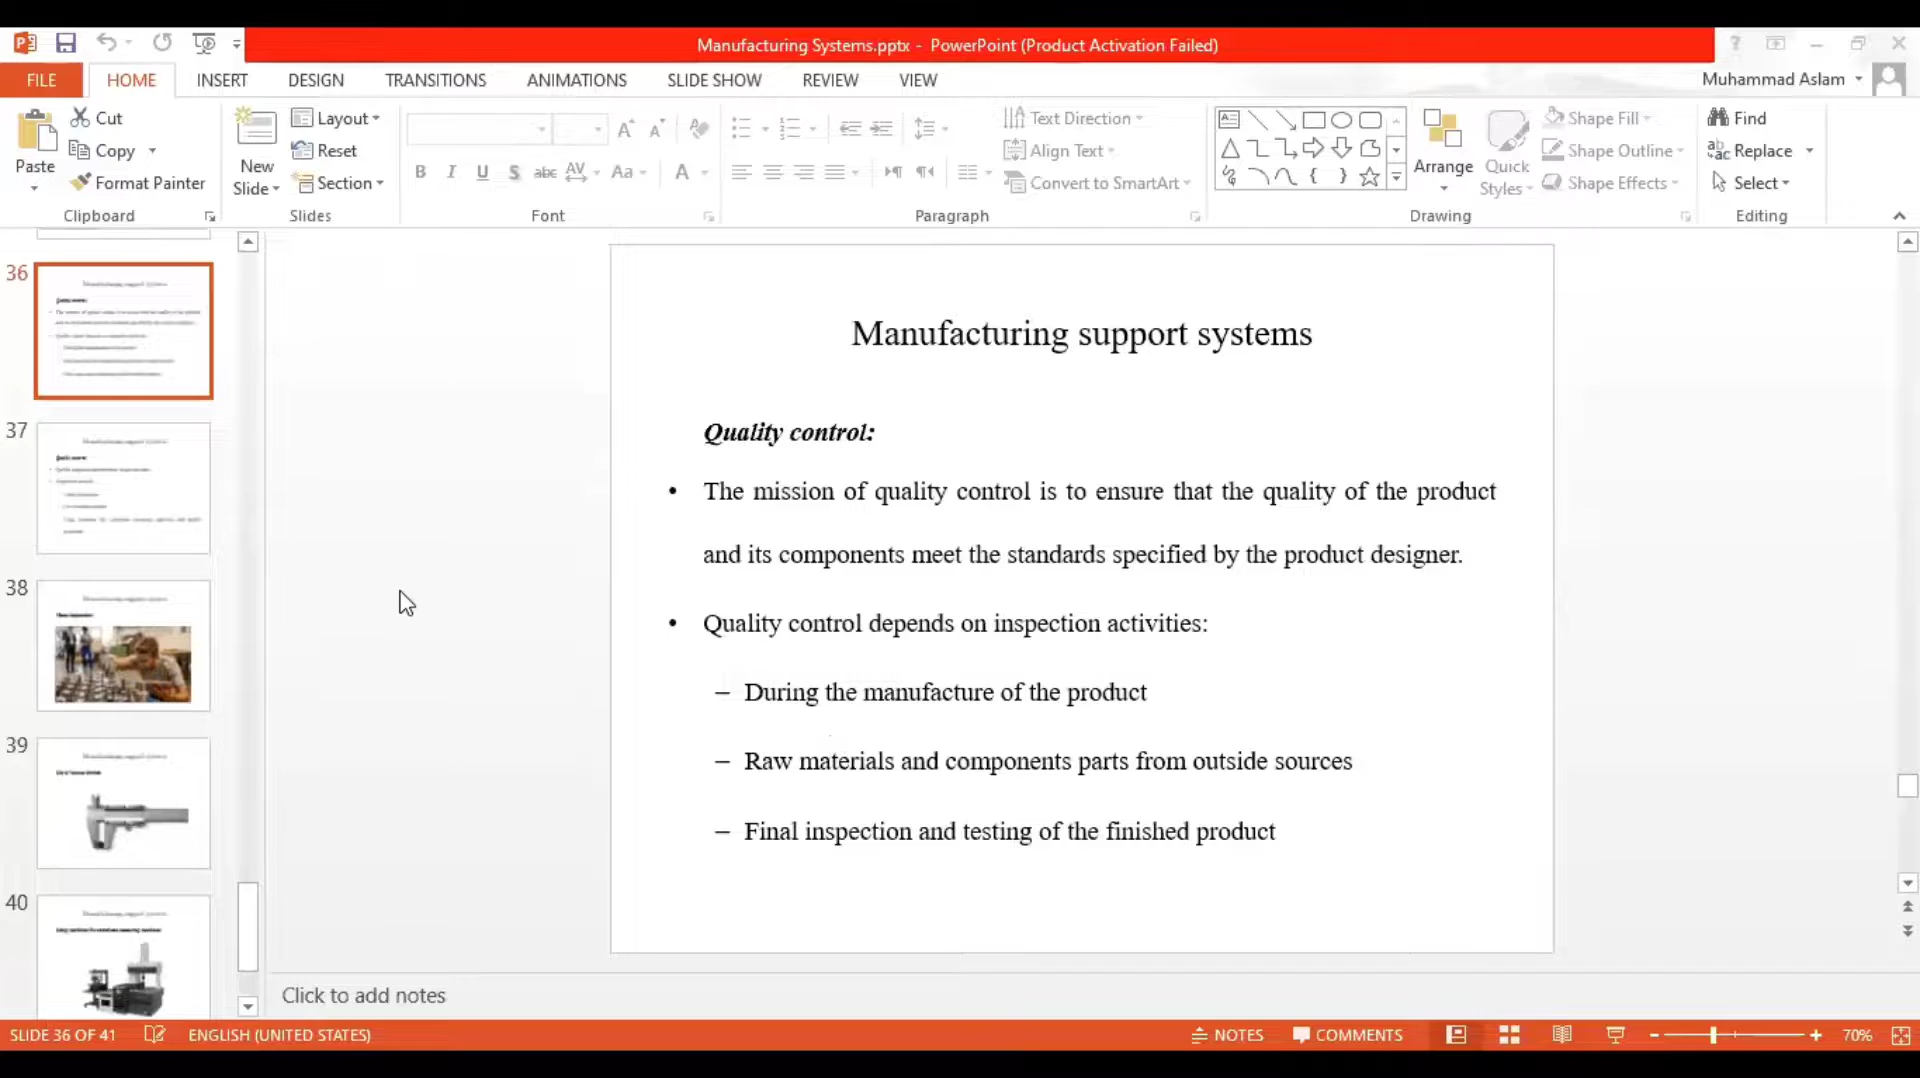 Manufacturing Systems.pptx - PowerPoint (Product Activation Failed)
FILE HOME INSERT DESIGN TRANSITIONS ANIMATIONS SLIDE SHOW REVIEW VIEW
Muhammad Aslam
Paste
Cut
Copy
Format Painter
Clipboard
New
Slide
Layout
Reset
Section
Slides
Font
Text Direction
Align Text
Convert to SmartArt
Paragraph
Arrange
Quick
Styles
Shape Fill
Shape Outline
Shape Effects
Drawing
Find
Replace
Select
Editing
36
37
38
39
40
Manufacturing support systems
Quality control:
• The mission of quality control is to ensure that the quality of the product
and its components meet the standards specified by the product designer.
• Quality control depends on inspection activities:
– During the manufacture of the product
– Raw materials and components parts from outside sources
– Final inspection and testing of the finished product
Click to add notes
SLIDE 36 OF 41 ENGLISH (UNITED STATES) NOTES COMMENTS 70%